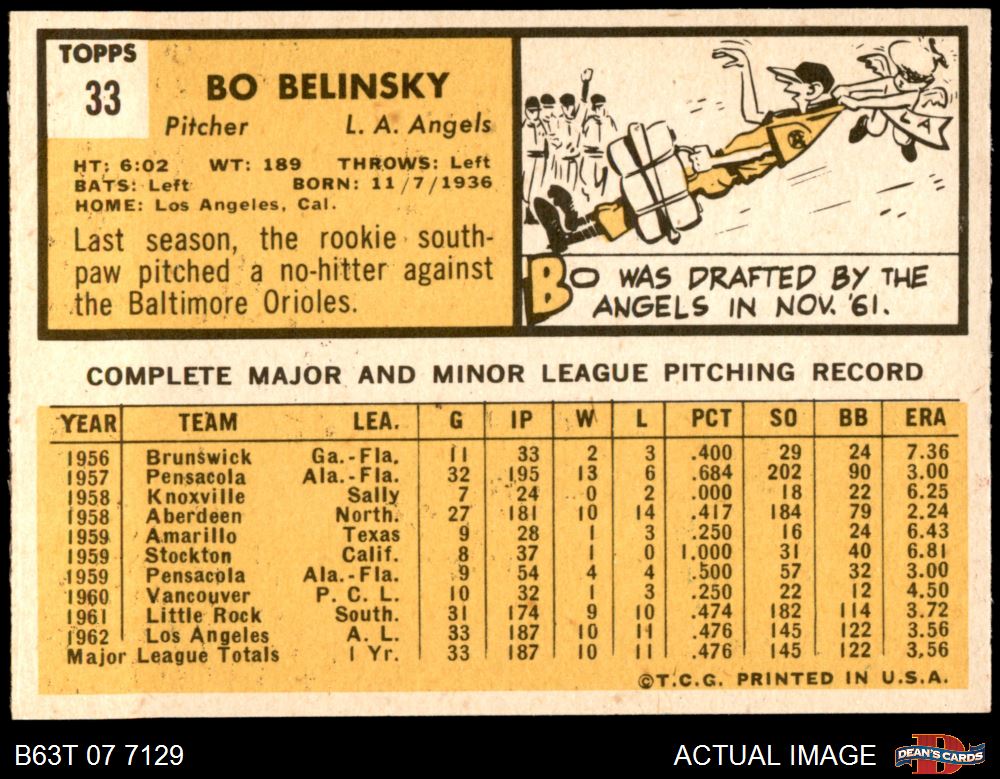 TOPPS
33
BO BELINSKY
Pitcher L. A. Angels
HT: 6:02 WT: 189 THROWS: Left
BATS: Left BORN: 11/7/1936
HOME: Los Angeles, Cal.
Last season, the rookie south-
paw pitched a no-hitter against
the Baltimore Orioles.
LA
BO WAS DRAFTED BY THE
ANGELS IN NOV. '61.
COMPLETE MAJOR AND MINOR LEAGUE PITCHING RECORD
YEAR TEAM LEA. G IP W L PCT SO BB ERA
1956 Brunswick Ga.-Fla. 11 33 2 3 .400 29 24 7.36
1957 Pensacola Ala.-Fla. 32 195 13 6 .684 202 90 3.00
1958 Knoxville Sally 7 24 0 2 .000 18 22 6.25
1958 Aberdeen North. 27 181 10 14 .417 184 79 2.24
1959 Amarillo Texas 9 28 1 3 .250 16 24 6.43
1959 Stockton Calif. 8 37 1 0 1.000 31 40 6.81
1959 Pensacola Ala.-Fla. 9 54 4 4 .500 57 32 3.00
1960 Vancouver P. C. L. 10 32 1 3 .250 22 12 4.50
1961 Little Rock South. 31 174 9 10 .474 182 114 3.72
1962 Los Angeles A. L. 33 187 10 11 .476 145 122 3.56
Major League Totals 1 Yr. 33 187 10 11 .476 145 122 3.56
©T.C.G. PRINTED IN U.S.A.
B63T 07 7129 ACTUAL IMAGE DEAN'S CARDS